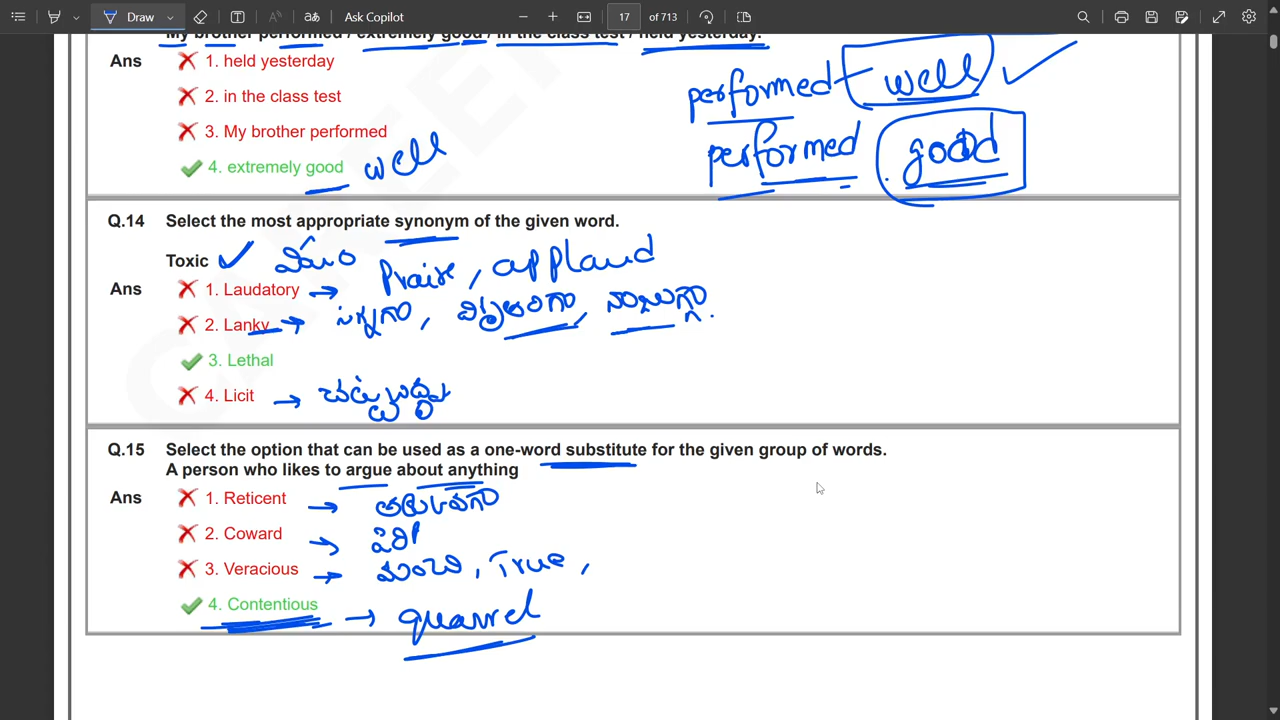 Draw
Ask Copilot
17 of 713
My brother performed / extremely good / in the class test / held yesterday.
Ans 1. held yesterday
2. in the class test
3. My brother performed
4. extremely good well
performed well
performed good
Q.14 Select the most appropriate synonym of the given word.
Toxic
Praise, applaud
Ans 1. Laudatory
2. Lanky
3. Lethal
4. Licit
Q.15 Select the option that can be used as a one-word substitute for the given group of words.
A person who likes to argue about anything
Ans 1. Reticent
2. Coward
3. Veracious , True ,
4. Contentious quarrel